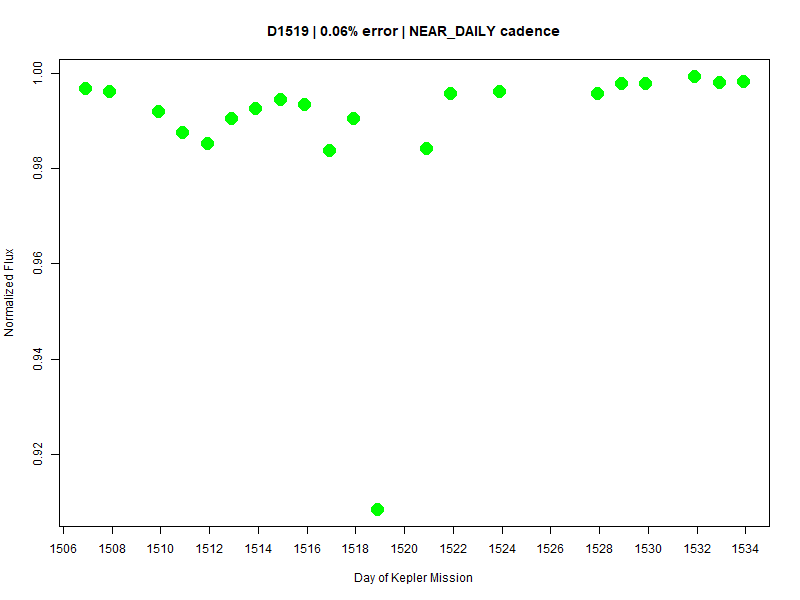 D1519 | 0.06% error | NEAR_DAILY cadence
1.00
0.98
0.96
0.94
0.92
Normalized Flux
1506 1508 1510 1512 1514 1516 1518 1520 1522 1524 1526 1528 1530 1532 1534
Day of Kepler Mission